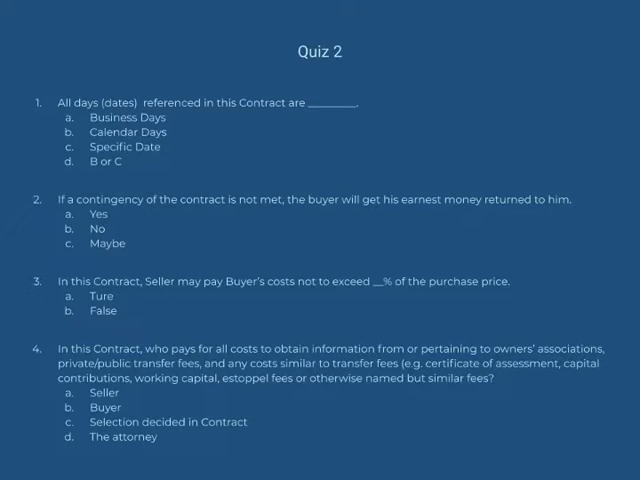 Quiz 2
1. All days (dates) referenced in this Contract are ________.
a. Business Days
b. Calendar Days
c. Specific Date
d. B or C
2. If a contingency of the contract is not met, the buyer will get his earnest money returned to him.
a. Yes
b. No
c. Maybe
3. In this Contract, Seller may pay Buyer's costs not to exceed __% of the purchase price.
a. Ture
b. False
4. In this Contract, who pays for all costs to obtain information from or pertaining to owners' associations,
private/public transfer fees, and any costs similar to transfer fees (e.g. certificate of assessment, capital
contributions, working capital, estoppel fees or otherwise named but similar fees?
a. Seller
b. Buyer
c. Selection decided in Contract
d. The attorney